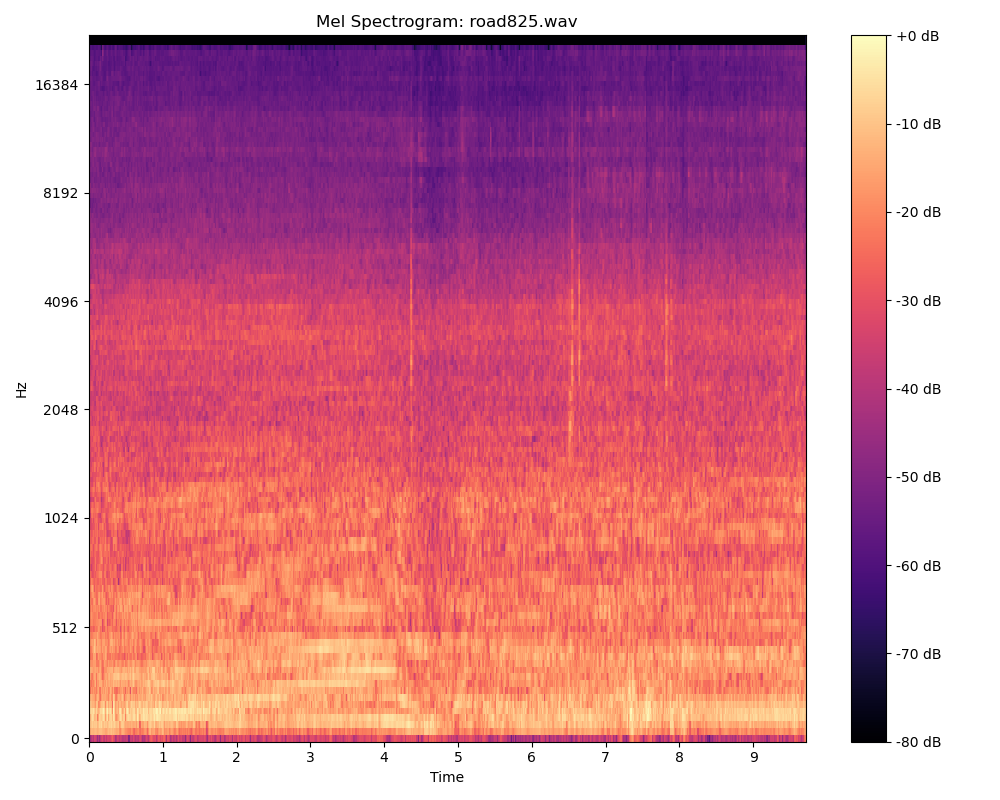 Mel Spectrogram: road825.wav
+0 dB
16384
-10 dB
8192
-20 dB
4096
-30 dB
Hz
2048
-40 dB
-50 dB
1024
-60 dB
512
-70 dB
0
-80 dB
0 1 2 3 4 5 6 7 8 9
Time